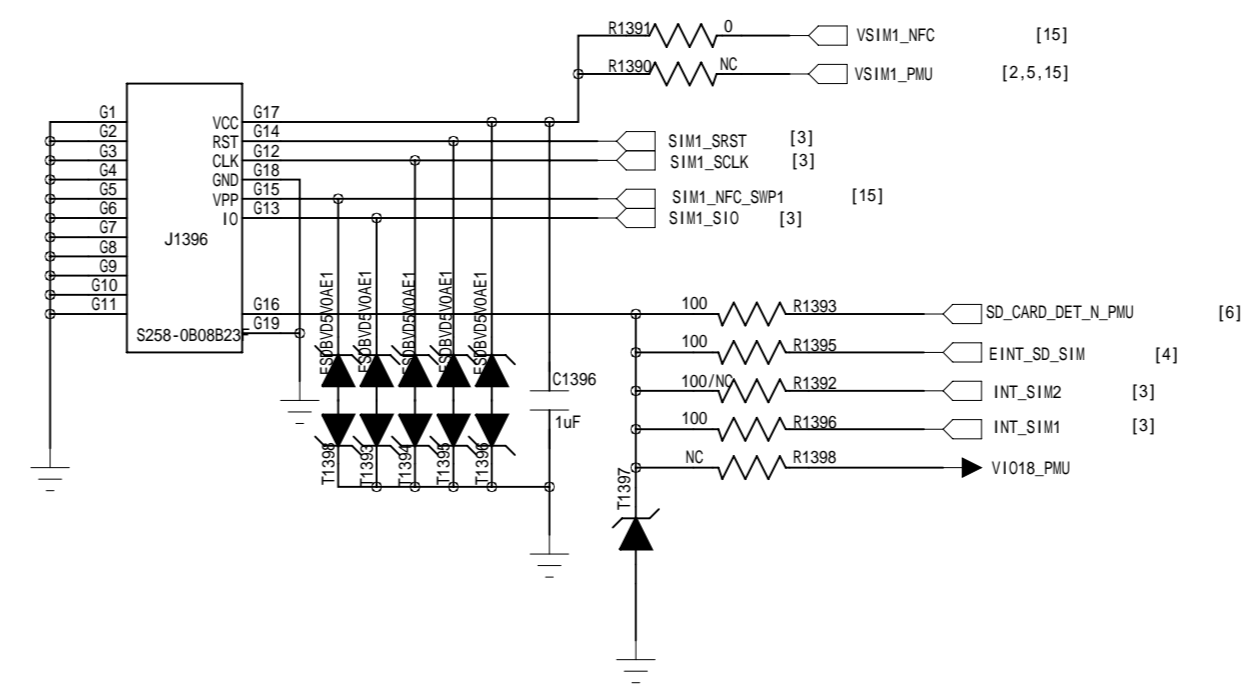 R1391 0 VSIM1_NFC [15]
R1390 NC VSIM1_PMU [2,5,15]
G1 VCC G17
G2 RST G14 SIM1_SRST [3]
G3 CLK G12 SIM1_SCLK [3]
G4 GND G18
G5 VPP G15 SIM1_NFC_SWP1 [15]
G6 IO G13 SIM1_SIO [3]
G7
J1396
G8
G9
G10
G11 G16 100 R1393 SD_CARD_DET_N_PMU [6]
S258-0B08B23 G19
100 R1395 EINT_SD_SIM [4]
100/NC R1392 INT_SIM2 [3]
100 R1396 INT_SIM1 [3]
NC R1398 VIO18_PMU
ESDBVD5V0AE1
ESDBVD5V0AE1
ESDBVD5V0AE1
ESDBVD5V0AE1
ESDBVD5V0AE1
C1396
1uF
T1398
T1393
T1394
T1395
T1396
T1397